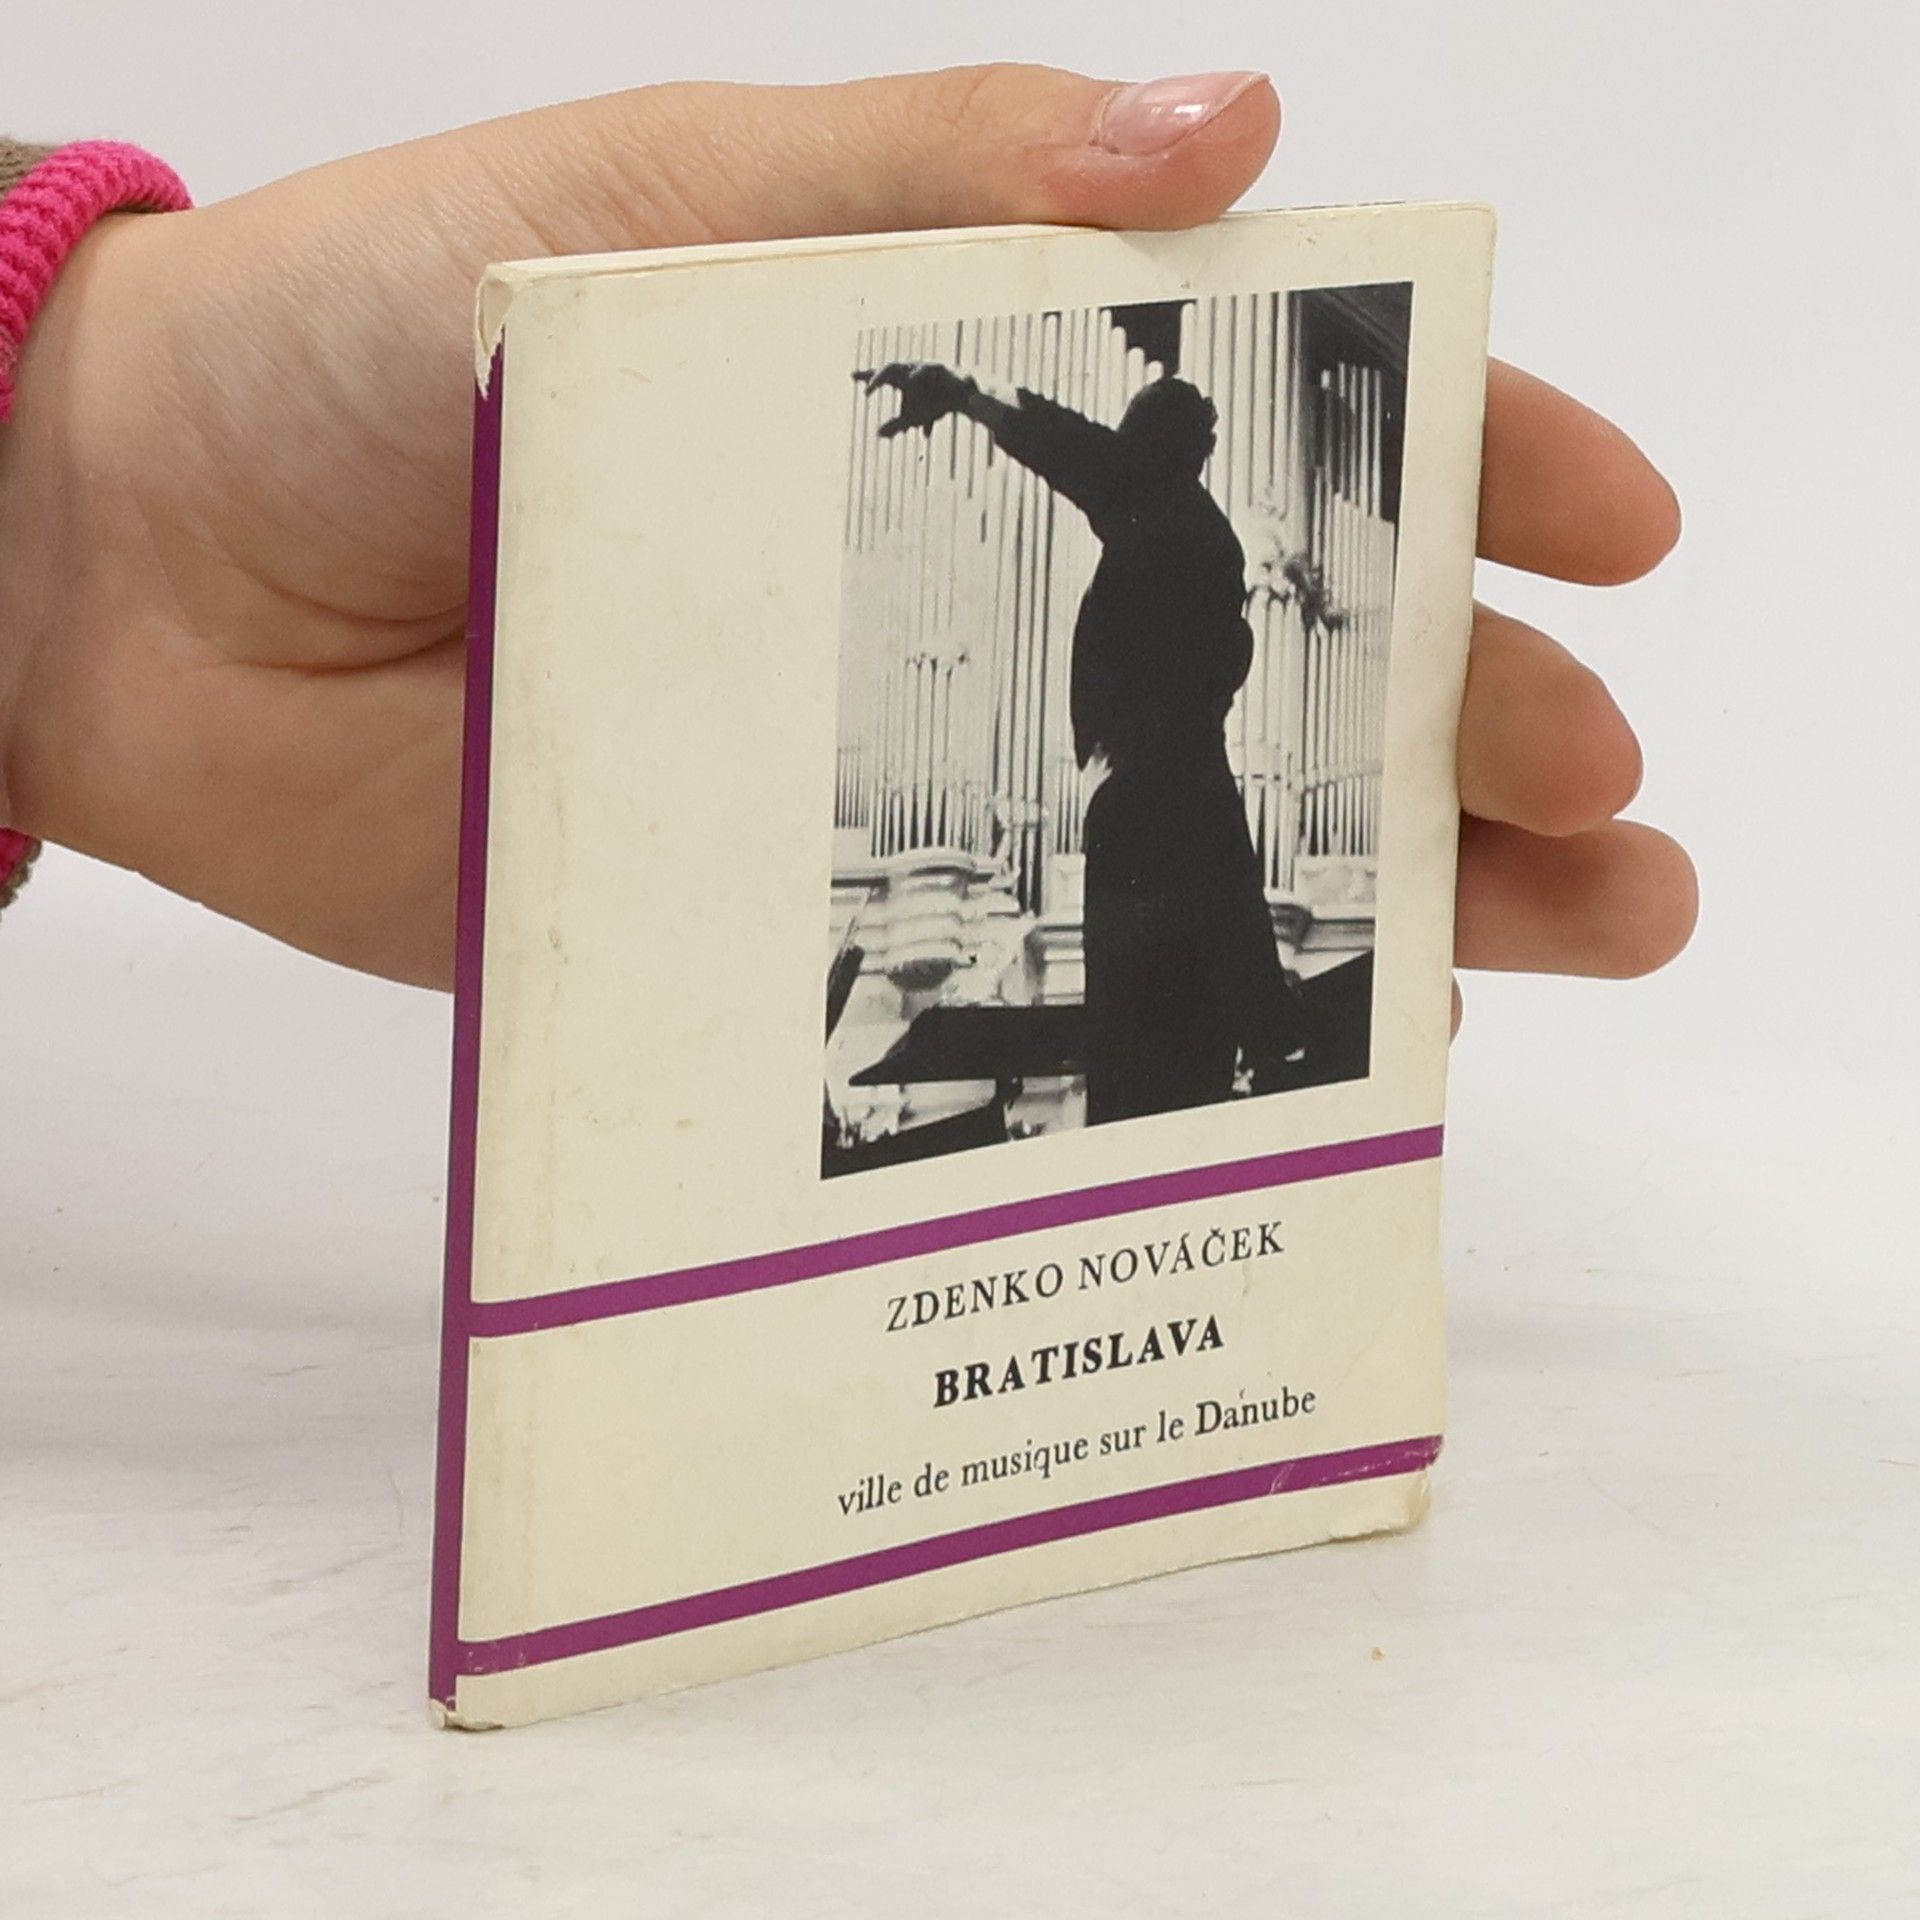 ZDENKO NOVÁČEK
BRATISLAVA
ville de musique sur le Danube